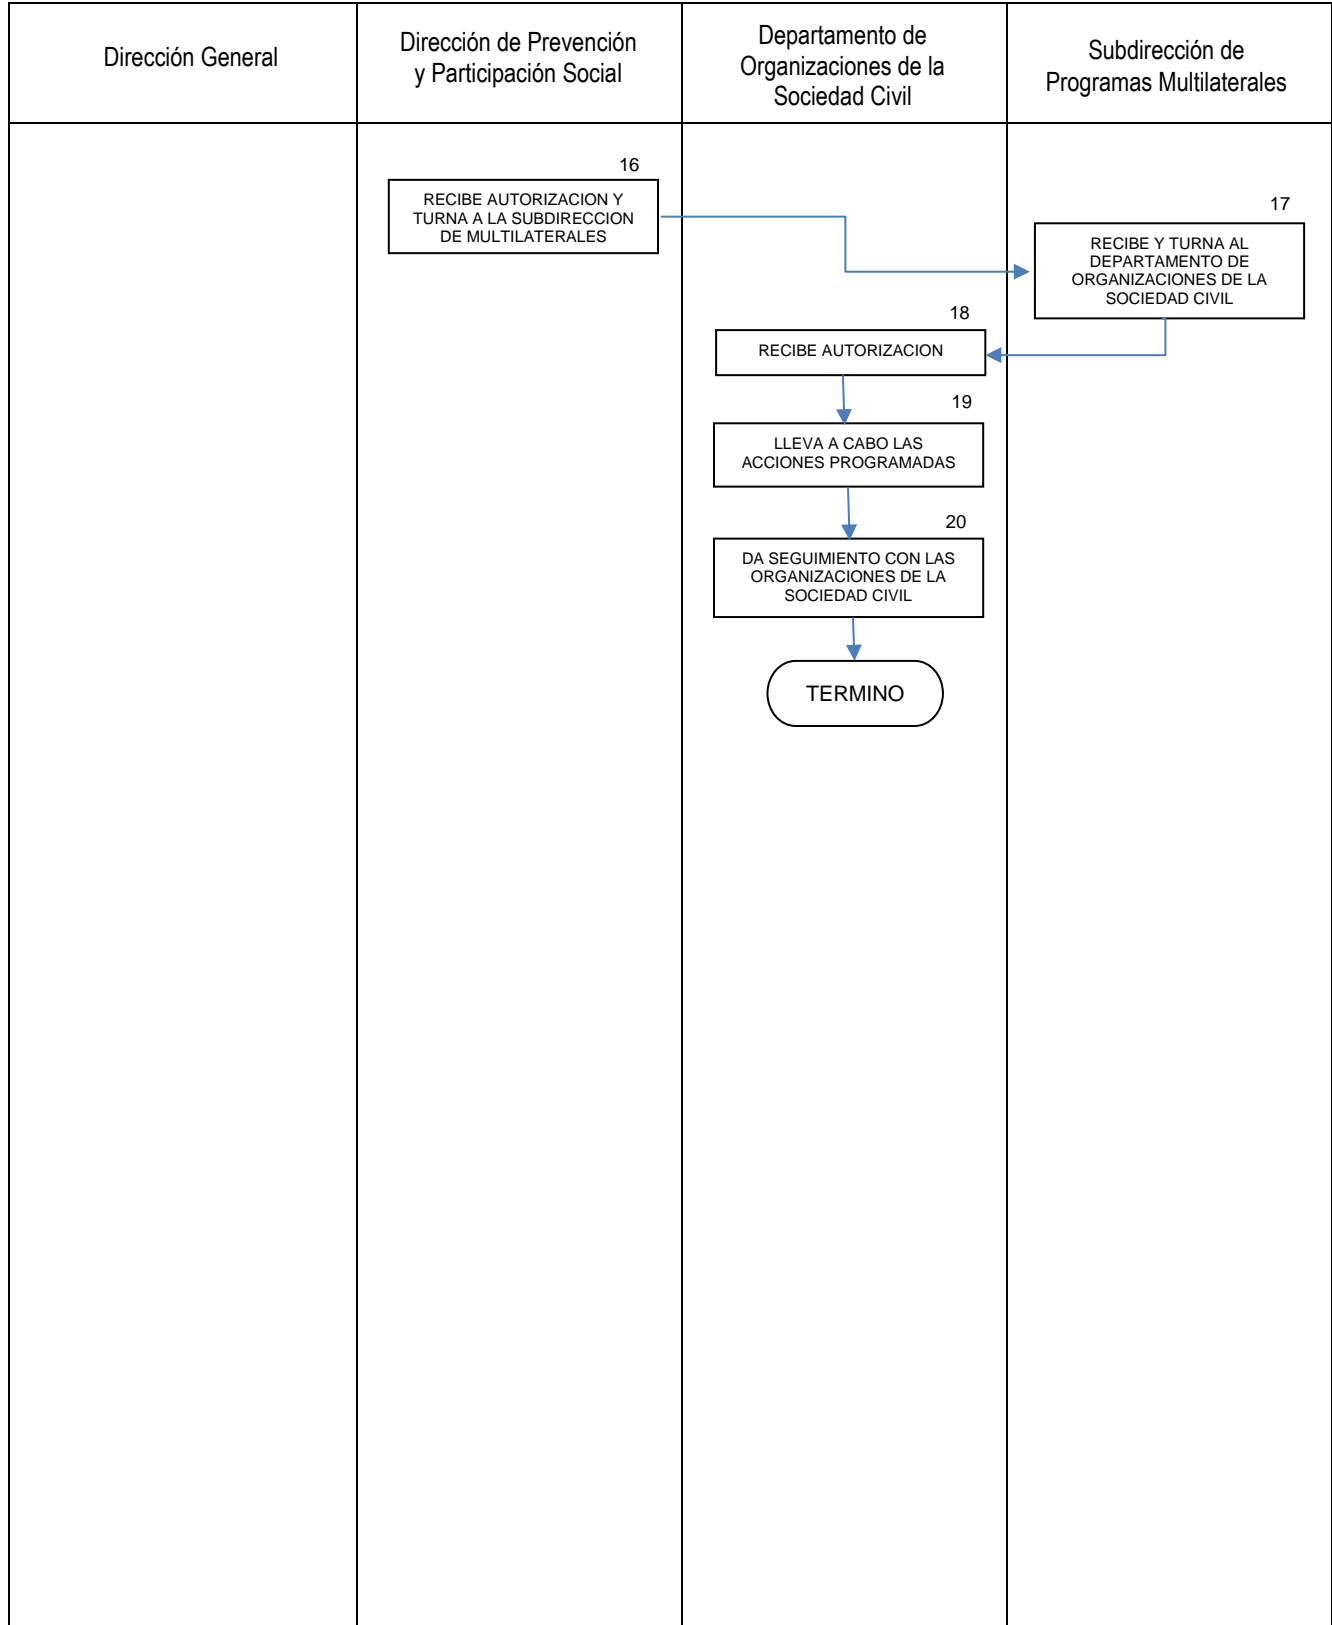 Dirección General
Dirección de Prevención
y Participación Social
Departamento de
Organizaciones de la
Sociedad Civil
Subdirección de
Programas Multilaterales
16
RECIBE AUTORIZACION Y
TURNA A LA SUBDIRECCION
DE MULTILATERALES
17
RECIBE Y TURNA AL
DEPARTAMENTO DE
ORGANIZACIONES DE LA
SOCIEDAD CIVIL
18
RECIBE AUTORIZACION
19
LLEVA A CABO LAS
ACCIONES PROGRAMADAS
20
DA SEGUIMIENTO CON LAS
ORGANIZACIONES DE LA
SOCIEDAD CIVIL
TERMINO